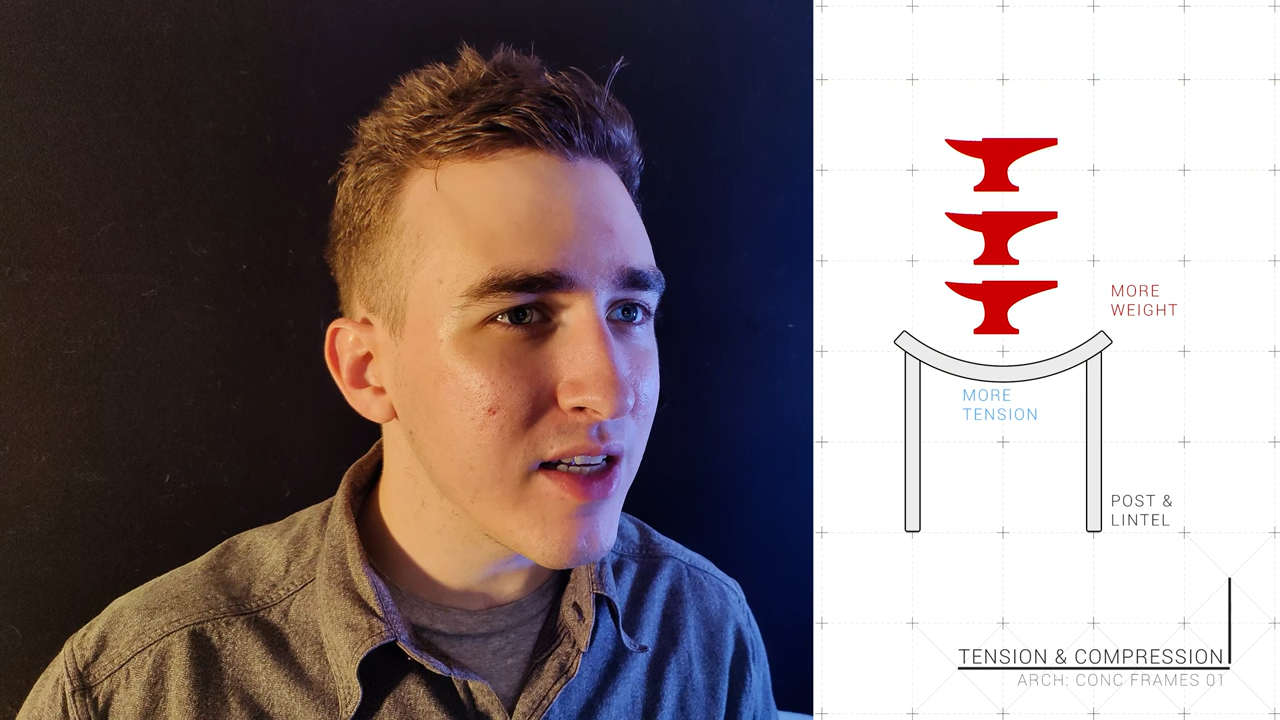 MORE
WEIGHT
MORE
TENSION
POST &
LINTEL
TENSION & COMPRESSION
ARCH: CONC FRAMES 01